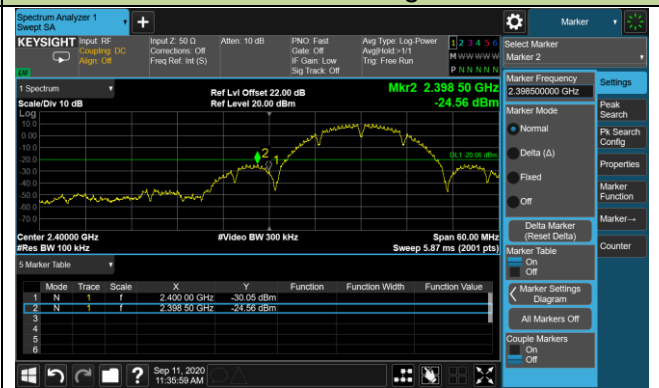 Spectrum Analyzer 1
Swept SA
Marker
KEYSIGHT
Input: RF
Coupling: DC
Align: Off
Input Z: 50 Ω
Corrections: Off
Freq Ref: Int (S)
Atten: 10 dB
PNO: Fast
Gate: Off
IF Gain: Low
Sig Track: Off
Avg Type: Log-Power
Avg|Hold:>1/1
Trig: Free Run
1 2 3 4 5 6
M W W W W W
P N N N N N
LW
Select Marker
Marker 2
1 Spectrum
Scale/Div 10 dB
Ref Lvl Offset 22.00 dB
Ref Level 20.00 dBm
Mkr2 2.398 50 GHz
-24.56 dBm
Log
10.0
0.00
-10.0
-20.0
-30.0
-40.0
-50.0
-60.0
-70.0
2
1
DL1 -20.06 dBm
Center 2.40000 GHz
#Res BW 100 kHz
#Video BW 300 kHz
Span 60.00 MHz
Sweep 5.87 ms (2001 pts)
5 Marker Table
Mode Trace Scale X Y Function Function Width Function Value
1 N 1 f 2.400 00 GHz -30.05 dBm
2 N 1 f 2.398 50 GHz -24.56 dBm
3
4
5
6
Marker Frequency
2.398500000 GHz
Marker Mode
Normal
Delta (Δ)
Fixed
Off
Delta Marker
(Reset Delta)
Marker Table
On
Off
Marker Settings
Diagram
All Markers Off
Couple Markers
On
Off
Settings
Peak
Search
Pk Search
Config
Properties
Marker
Function
Marker→
Counter
?
Sep 11, 2020
11:35:59 AM